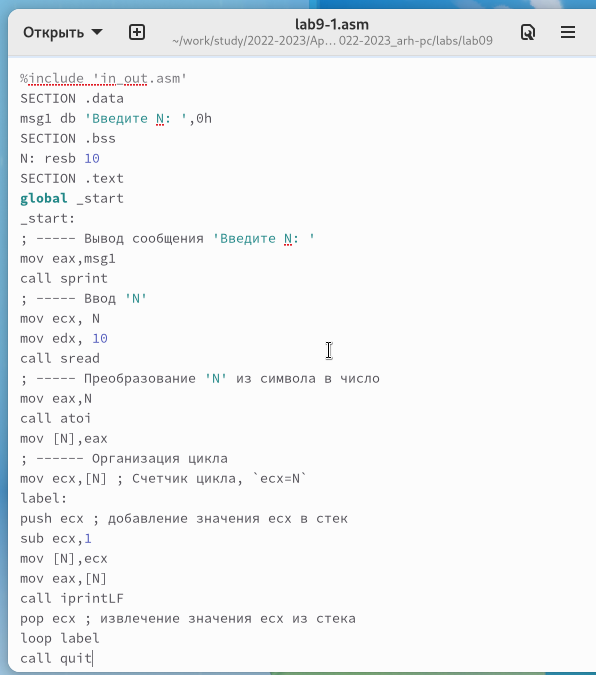 Открыть
lab9-1.asm
~/work/study/2022-2023/Ap... 022-2023_arh-pc/labs/lab09
%include 'in_out.asm'
SECTION .data
msg1 db 'Введите N: ',0h
SECTION .bss
N: resb 10
SECTION .text
global _start
_start:
; ----- Вывод сообщения 'Введите N: '
mov eax,msg1
call sprint
; ----- Ввод 'N'
mov ecx, N
mov edx, 10
call sread
; ----- Преобразование 'N' из символа в число
mov eax,N
call atoi
mov [N],eax
; ------ Организация цикла
mov ecx,[N] ; Счетчик цикла, `ecx=N`
label:
push ecx ; добавление значения ecx в стек
sub ecx,1
mov [N],ecx
mov eax,[N]
call iprintLF
pop ecx ; извлечение значения ecx из стека
loop label
call quit